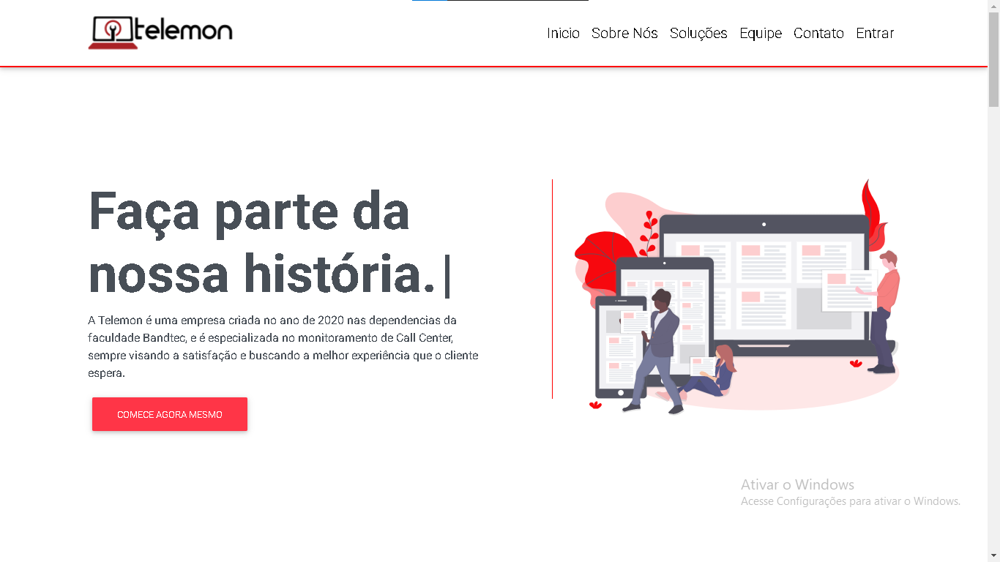 telemon
Inicio Sobre Nós Soluções Equipe Contato Entrar
Faça parte da
nossa história.|
A Telemon é uma empresa criada no ano de 2020 nas dependencias da
faculdade Bandtec, e é especializada no monitoramento de Call Center,
sempre visando a satisfação e buscando a melhor experiência que o cliente
espera.
COMECE AGORA MESMO
Ativar o Windows
Acesse Configurações para ativar o Windows.